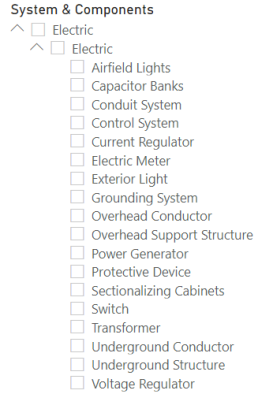 System & Components
Electric
Electric
Airfield Lights
Capacitor Banks
Conduit System
Control System
Current Regulator
Electric Meter
Exterior Light
Grounding System
Overhead Conductor
Overhead Support Structure
Power Generator
Protective Device
Sectionalizing Cabinets
Switch
Transformer
Underground Conductor
Underground Structure
Voltage Regulator